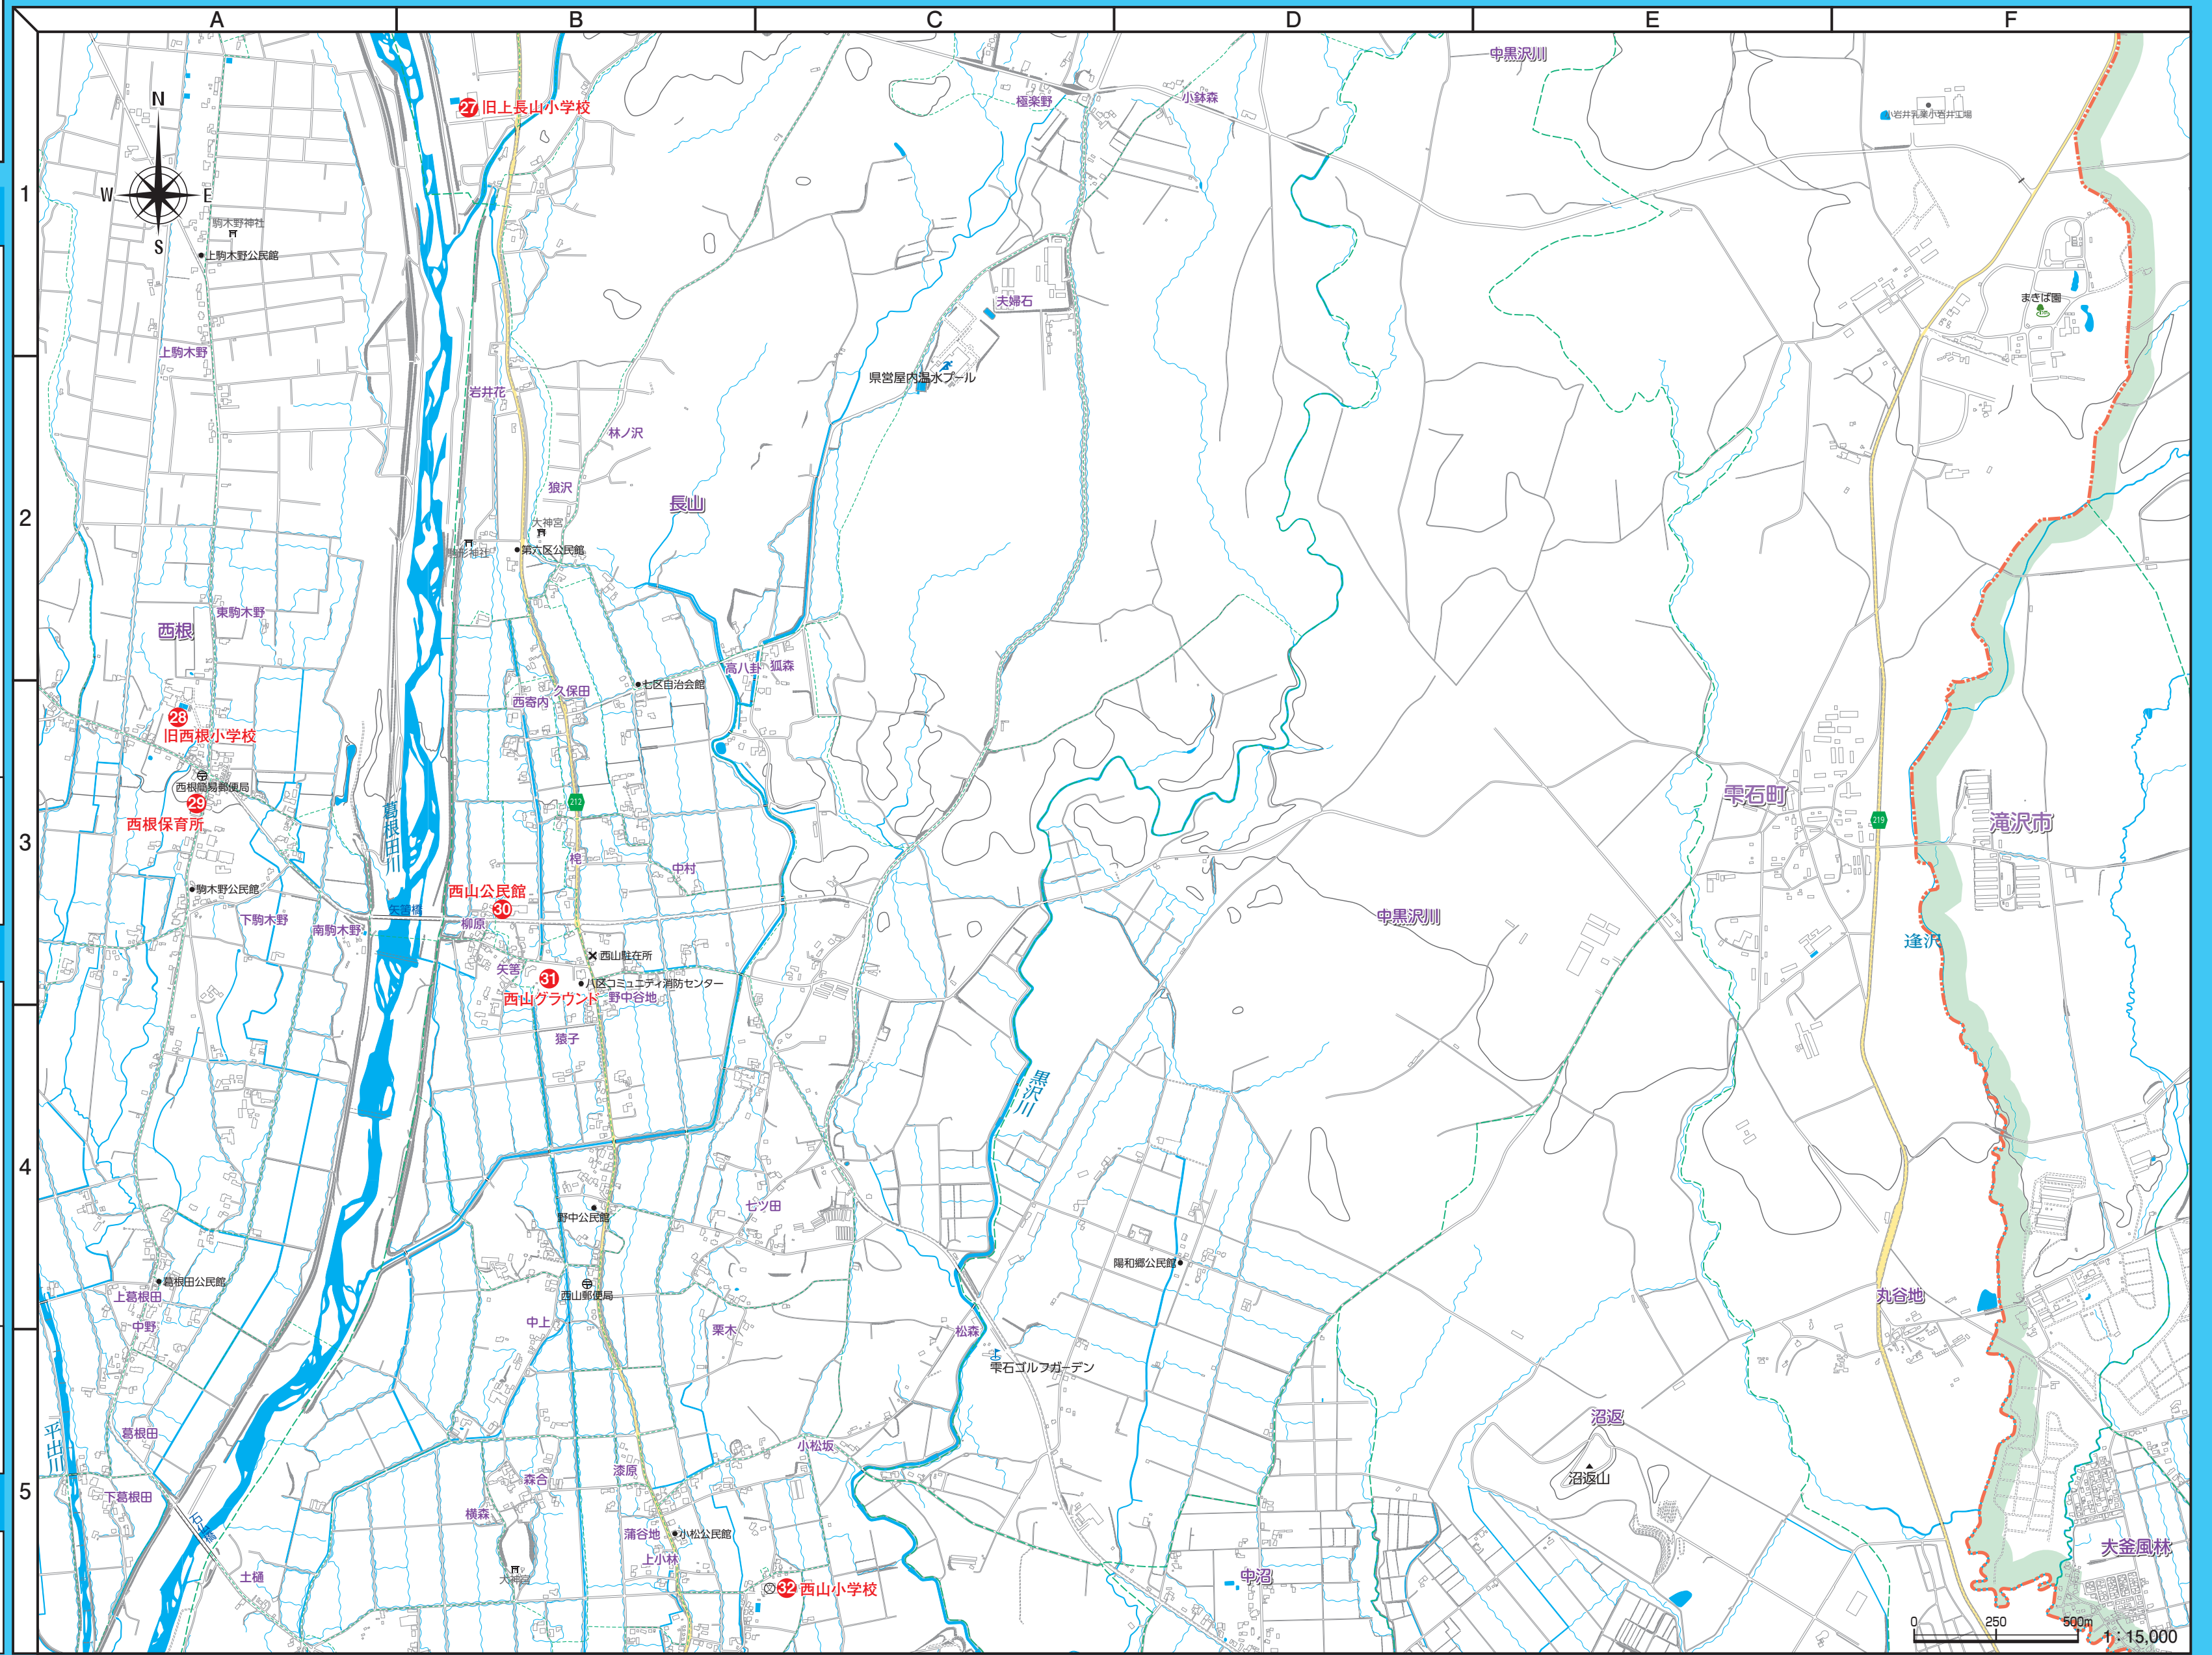 A
B
C
D
E
F
1
2
3
4
5
N
W
E
S
27 旧上長山小学校
極楽野
小鉢森
中黒沢川
小岩井乳業小岩井工場
駒木野神社
上駒木野公民館
夫婦石
まきば園
上駒木野
県営屋内温水プール
岩井花
林ノ沢
狼沢
長山
大神宮
駒形神社
第六区公民館
東駒木野
西根
高八卦
狐森
七区自治会館
久保田
西寄内
28
旧西根小学校
西根簡易郵便局
29
西根保育所
葛根田川
212
219
雫石町
滝沢市
中村
駒木野公民館
西山公民館
30
矢筈橋
柳原
下駒木野
南駒木野
中黒沢川
逢沢
西山駐在所
矢筈
31
八区コミュニティ消防センター
西山グラウンド
野中谷地
猿子
黒沢川
七ツ田
野中公民館
陽和郷公民館
葛根田公民館
上葛根田
西山郵便局
丸谷地
中野
中上
栗木
松森
雫石ゴルフガーデン
沼返
平出川
葛根田
小松坂
漆原
森合
沼返山
下葛根田
横森
蒲谷地
小松公民館
上小林
大釜風林
土樋
大神宮
中沼
32 西山小学校
0
250
500m
1：15,000